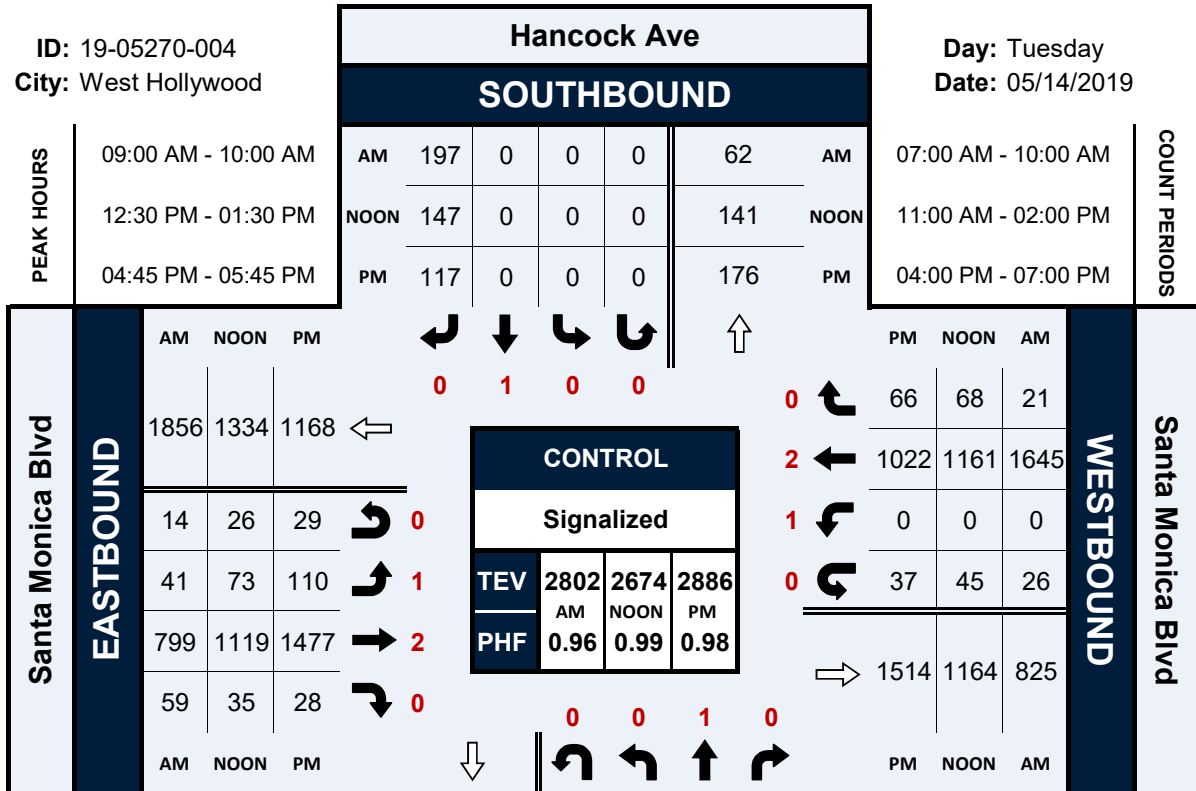 Hancock Ave
ID: 19-05270-004
Day: Tuesday
City: West Hollywood
Date: 05/14/2019
SOUTHBOUND
PEAK HOURS
09:00 AM - 10:00 AM
AM 197 0 0 0 62 AM
07:00 AM - 10:00 AM
COUNT PERIODS
12:30 PM - 01:30 PM
NOON 147 0 0 0 141 NOON
11:00 AM - 02:00 PM
04:45 PM - 05:45 PM
PM 117 0 0 0 176 PM
04:00 PM - 07:00 PM
0 1 0 0
Santa Monica Blvd
EASTBOUND
AM NOON PM
1856 1334 1168
14 26 29 0
41 73 110 1
799 1119 1477 2
59 35 28 0
AM NOON PM
CONTROL
Signalized
TEV 2802 2674 2886
AM NOON PM
PHF 0.96 0.99 0.98
PM NOON AM
0 66 68 21
2 1022 1161 1645
1 0 0 0
0 37 45 26
1514 1164 825
PM NOON AM
WESTBOUND
Santa Monica Blvd
0 0 1 0